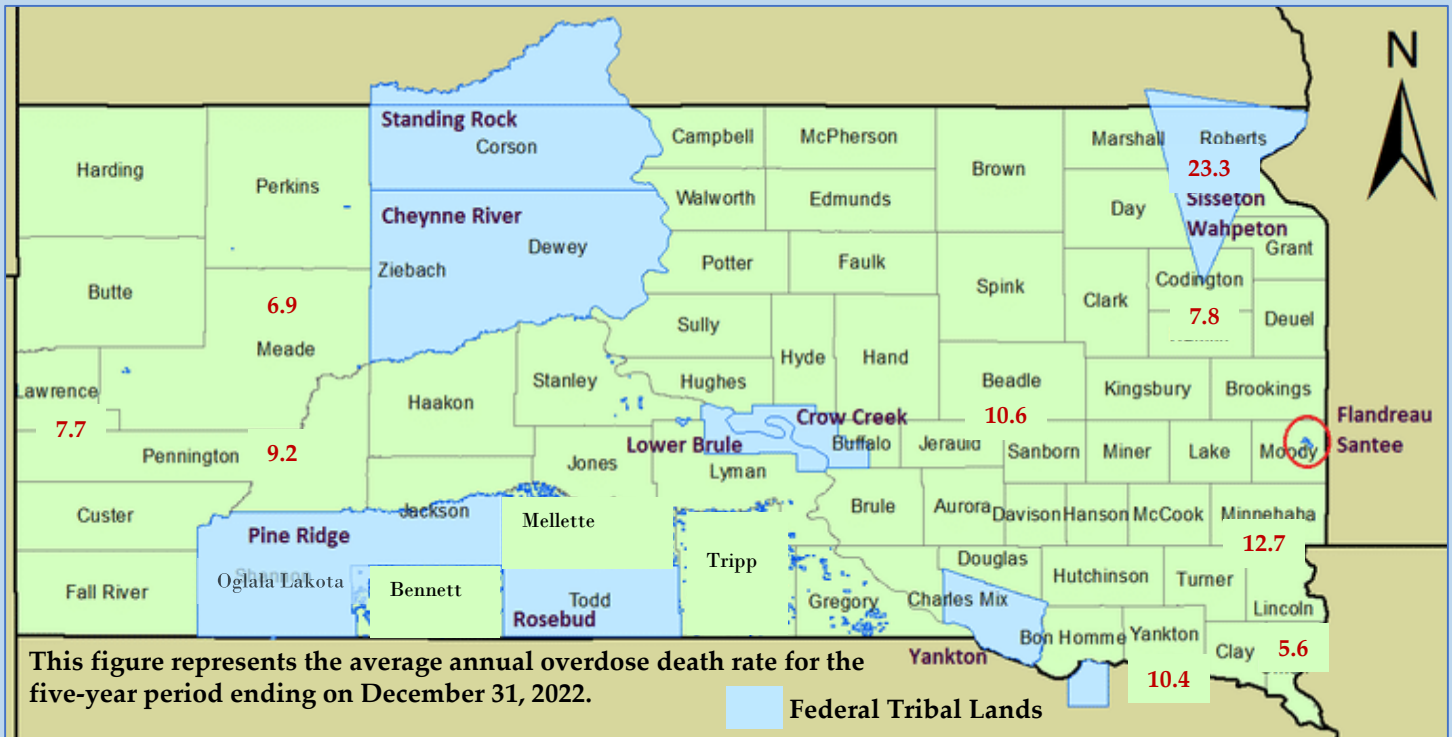 N
Standing Rock
Corson
Campbell
McPherson
Marshall
Roberts
Harding
Perkins
Brown
23.3
Walworth
Edmunds
Day
Sisseton
Wahpeton
Cheynne River
Dewey
Ziebach
Potter
Faulk
Grant
Butte
6.9
Spink
Clark
Codington
7.8
Deuel
Meade
Sully
Hyde
Hand
Lawrence
Stanley
Hughes
Beadle
Kingsbury
Brookings
Haakon
7.7
10.6
Crow Creek
Flandreau
Santee
Pennington
9.2
Lower Brule
Buffalo
Jerauld
Sanborn
Miner
Lake
Moody
Jones
Lyman
Custer
Jackson
Mellette
Brule
Aurora
Davison
Hanson
McCook
Minnehaha
12.7
Pine Ridge
Tripp
Douglas
Fall River
Oglala Lakota
Shannon
Bennett
Todd
Rosebud
Gregory
Charles Mix
Hutchinson
Turner
Lincoln
Bon Homme
Yankton
Clay
5.6
Yankton
10.4
This figure represents the average annual overdose death rate for the
five-year period ending on December 31, 2022.
Federal Tribal Lands